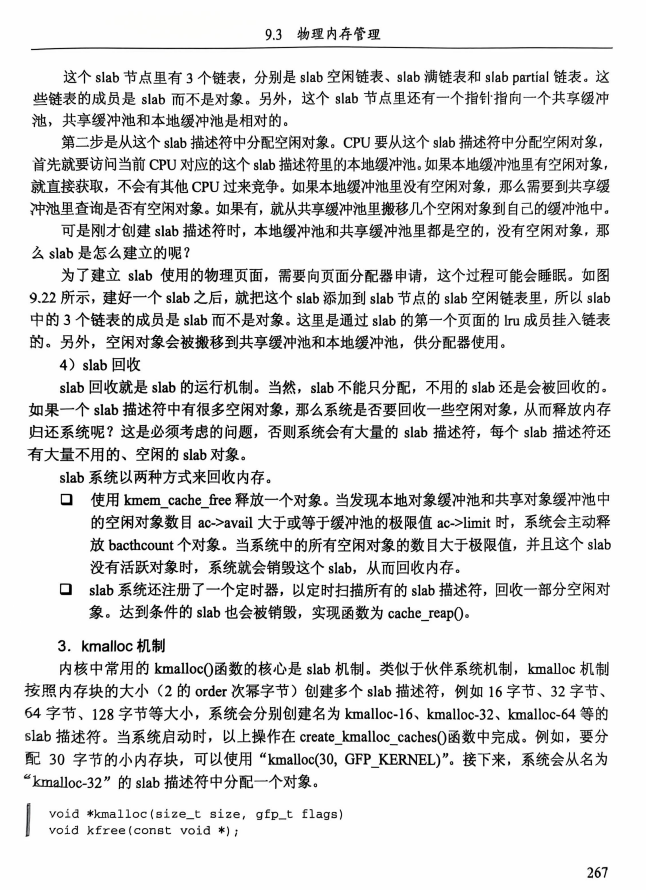 9.3 物理内存管理
这个 slab 节点里有 3 个链表，分别是 slab 空闲链表、slab 满链表和 slab partial 链表。这
些链表的成员是 slab 而不是对象。另外，这个 slab 节点里还有一个指针指向一个共享缓冲
池，共享缓冲池和本地缓冲池是相对的。
第二步是从这个 slab 描述符中分配空闲对象。CPU 要从这个 slab 描述符中分配空闲对象，
首先就要访问当前 CPU 对应的这个 slab 描述符里的本地缓冲池。如果本地缓冲池里有空闲对象，
就直接获取，不会有其他 CPU 过来竞争。如果本地缓冲池里没有空闲对象，那么需要到共享缓
冲池里查询是否有空闲对象。如果有，就从共享缓冲池里搬移几个空闲对象到自己的缓冲池中。
可是刚才创建 slab 描述符时，本地缓冲池和共享缓冲池里都是空的，没有空闲对象，那
么 slab 是怎么建立的呢？
为了建立 slab 使用的物理页面，需要向页面分配器申请，这个过程可能会睡眠。如图
9.22 所示，建好一个 slab 之后，就把这个 slab 添加到 slab 节点的 slab 空闲链表里，所以 slab
中的 3 个链表的成员是 slab 而不是对象。这里是通过 slab 的第一个页面的 lru 成员挂入链表
的。另外，空闲对象会被搬移到共享缓冲池和本地缓冲池，供分配器使用。
4）slab 回收
slab 回收就是 slab 的运行机制。当然，slab 不能只分配，不用的 slab 还是会被回收的。
如果一个 slab 描述符中有很多空闲对象，那么系统是否要回收一些空闲对象，从而释放内存
归还系统呢？这是必须考虑的问题，否则系统会有大量的 slab 描述符，每个 slab 描述符还
有大量不用的、空闲的 slab 对象。
slab 系统以两种方式来回收内存。
❑ 使用 kmem_cache_free 释放一个对象。当发现本地对象缓冲池和共享对象缓冲池中
的空闲对象数目 ac->avail 大于或等于缓冲池的极限值 ac->limit 时，系统会主动释
放 bacthcount 个对象。当系统中的所有空闲对象的数目大于极限值，并且这个 slab
没有活跃对象时，系统就会销毁这个 slab，从而回收内存。
❑ slab 系统还注册了一个定时器，以定时扫描所有的 slab 描述符，回收一部分空闲对
象。达到条件的 slab 也会被销毁，实现函数为 cache_reap()。
3．kmalloc 机制
内核中常用的 kmalloc()函数的核心是 slab 机制。类似于伙伴系统机制，kmalloc 机制
按照内存块的大小（2 的 order 次幂字节）创建多个 slab 描述符，例如 16 字节、32 字节、
64 字节、128 字节等大小，系统会分别创建名为 kmalloc-16、kmalloc-32、kmalloc-64 等的
slab 描述符。当系统启动时，以上操作在 create_kmalloc_caches()函数中完成。例如，要分
配 30 字节的小内存块，可以使用“kmalloc(30, GFP_KERNEL)”。接下来，系统会从名为
“kmalloc-32”的 slab 描述符中分配一个对象。
void *kmalloc(size_t size, gfp_t flags)
void kfree(const void *);
267